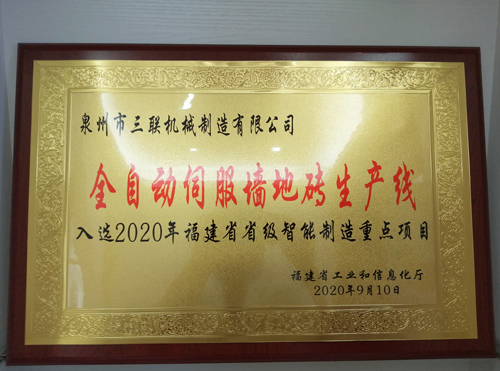 泉州市三联机械制造有限公司
全自动伺服墙地砖生产线
入选2020年福建省省级智能制造重点项目
福建省工业和信息化厅
2020年9月10日